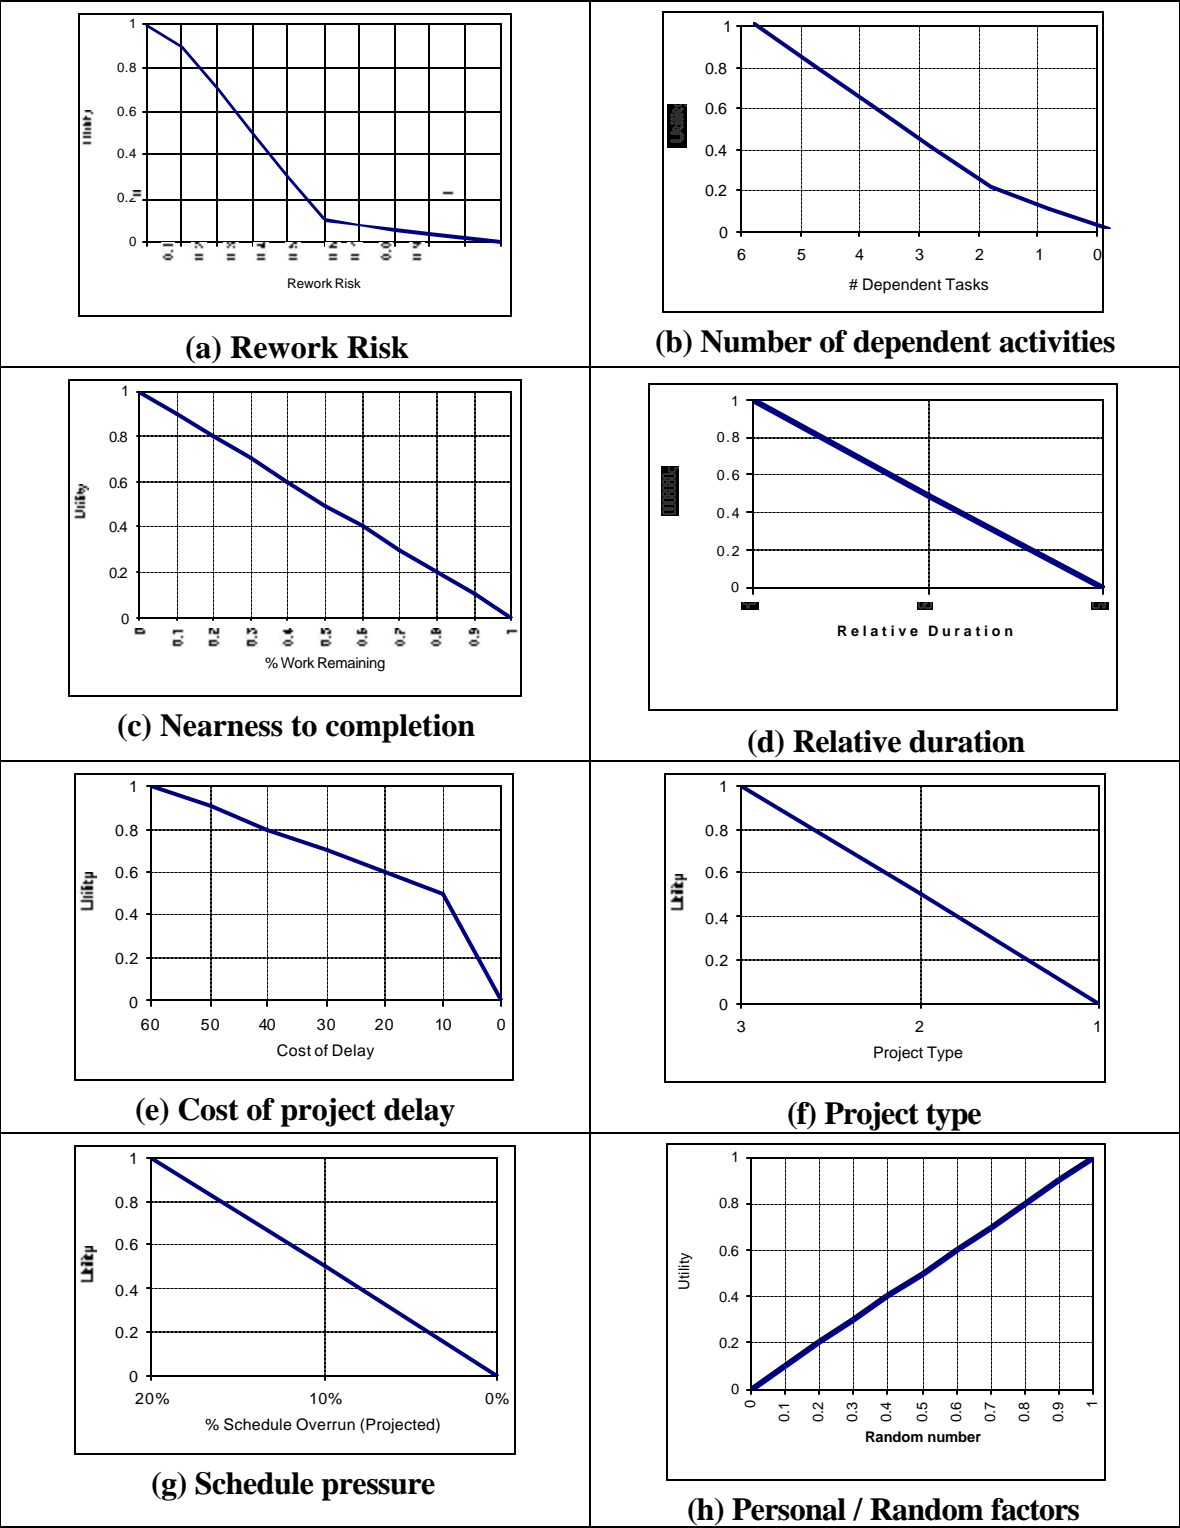 1
0.8
0.6
0.4
0.2
0
Rework Risk
(a) Rework Risk
1
0.8
0.6
0.4
0.2
0
6 5 4 3 2 1 0
# Dependent Tasks
(b) Number of dependent activities
Utility
1
0.8
0.6
0.4
0.2
0
0 0.1 0.2 0.3 0.4 0.5 0.6 0.7 0.8 0.9 1
% Work Remaining
(c) Nearness to completion
1
0.8
0.6
0.4
0.2
0
Relative Duration
(d) Relative duration
Utility
1
0.8
0.6
0.4
0.2
0
60 50 40 30 20 10 0
Cost of Delay
(e) Cost of project delay
Utility
1
0.8
0.6
0.4
0.2
0
3 2 1
Project Type
(f) Project type
Utility
1
0.8
0.6
0.4
0.2
0
20% 10% 0%
% Schedule Overrun (Projected)
(g) Schedule pressure
Utility
1
0.8
0.6
0.4
0.2
0
0 0.1 0.2 0.3 0.4 0.5 0.6 0.7 0.8 0.9 1
Random number
(h) Personal / Random factors